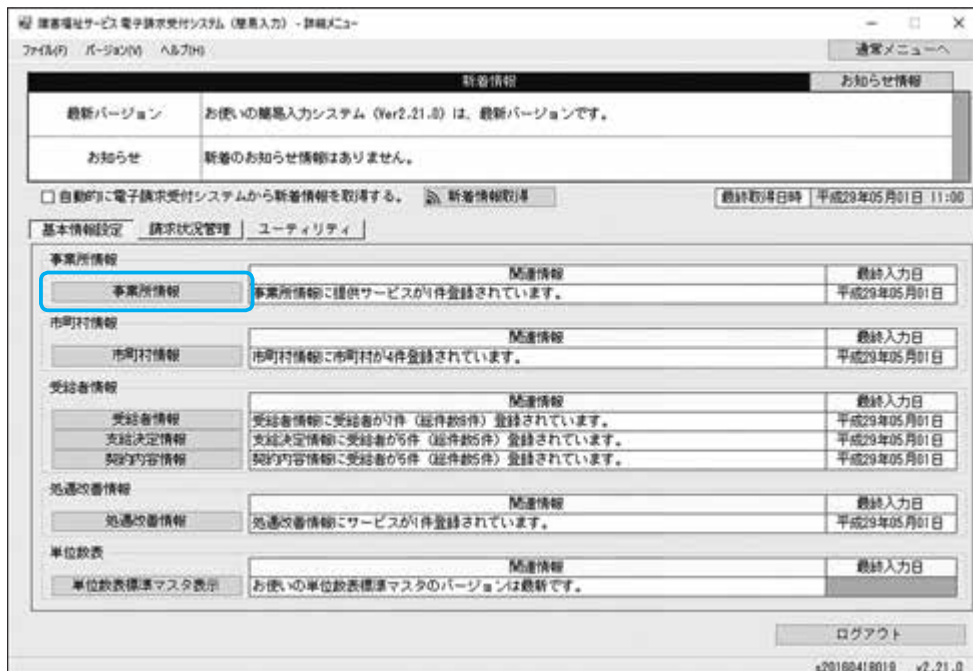 障害福祉サービス 電子請求受付システム (簡易入力) - 詳細メニュー
ファイル(F) バージョン(V) ヘルプ(H) 通常メニューへ
新着情報 お知らせ情報
最新バージョン お使いの簡易入力システム (Ver2.21.0) は、最新バージョンです。
お知らせ 新着のお知らせ情報はありません。
自動的に電子請求受付システムから新着情報を取得する。 新着情報取得 最終取得日時 平成29年05月01日 11:00
基本情報設定 請求状況管理 ユーティリティ
事業所情報
関連情報 最終入力日
事業所情報 事業所情報に提供サービスが1件登録されています。 平成29年05月01日
市町村情報
関連情報 最終入力日
市町村情報 市町村情報に市町村が4件登録されています。 平成29年05月01日
受給者情報
関連情報 最終入力日
受給者情報 受給者情報に受給者が7件 (総件数8件) 登録されています。 平成29年05月01日
支給決定情報 支給決定情報に受給者が5件 (総件数5件) 登録されています。 平成29年05月01日
契約内容情報 契約内容情報に受給者が5件 (総件数5件) 登録されています。 平成29年05月01日
処遇改善情報
関連情報 最終入力日
処遇改善情報 処遇改善情報にサービスが1件登録されています。 平成29年05月01日
単位数表
関連情報 最終入力日
単位数表標準マスタ表示 お使いの単位数表標準マスタのバージョンは最新です。
ログアウト
v2.21.0.